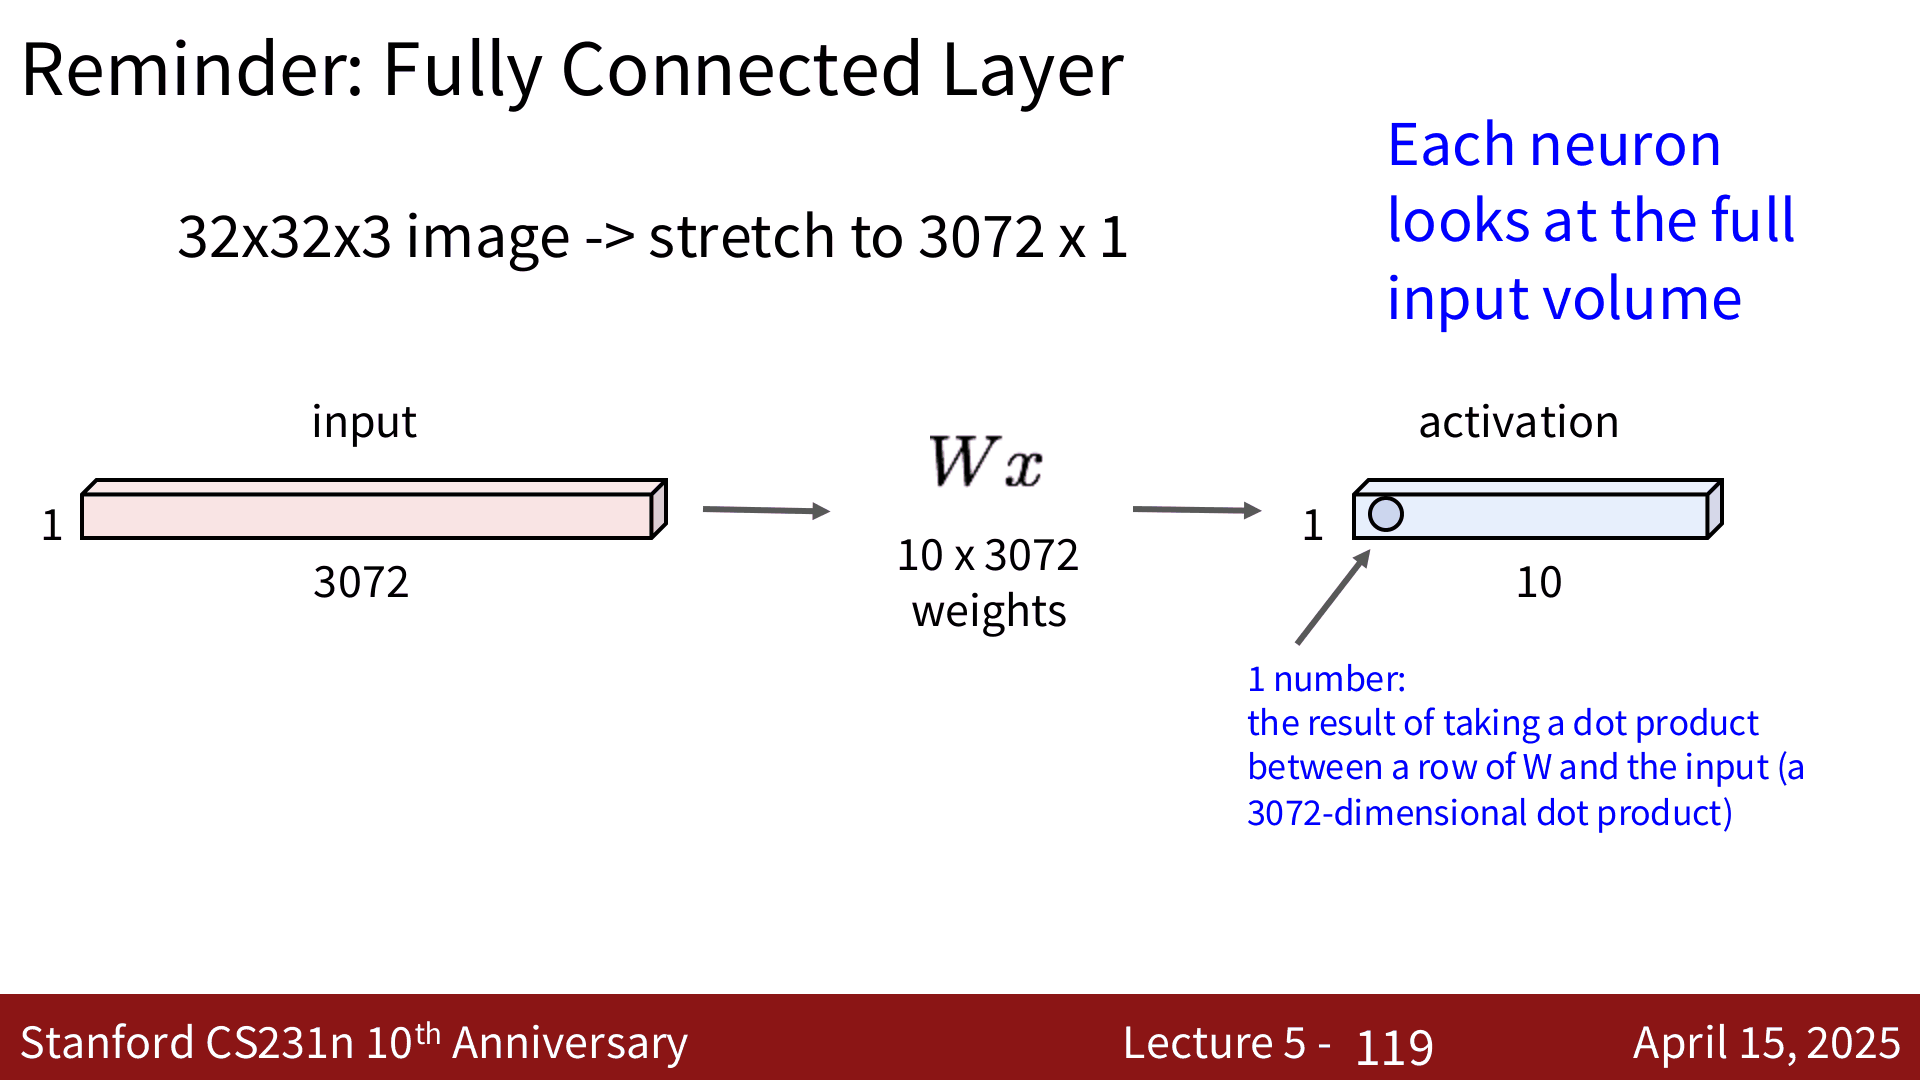 Reminder: Fully Connected Layer
Each neuron
looks at the full
input volume
32x32x3 image -> stretch to 3072 x 1
input
1
3072
Wx
10 x 3072
weights
activation
1
10
1 number:
the result of taking a dot product
between a row of W and the input (a
3072-dimensional dot product)
Stanford CS231n 10th Anniversary
Lecture 5 - 119
April 15, 2025